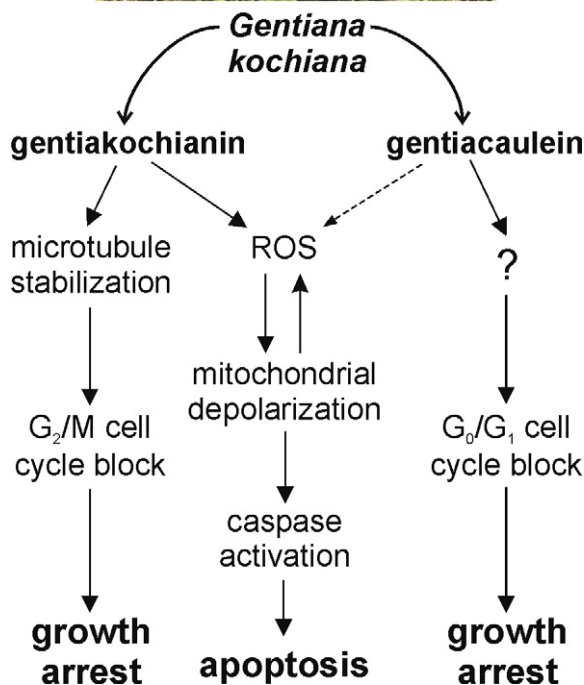 Gentiana
kochiana
gentiakochianin
gentiacaulein
microtubule
stabilization
ROS
?
mitochondrial
depolarization
G₂/M cell
cycle block
G₀/G₁ cell
cycle block
caspase
activation
growth
arrest
apoptosis
growth
arrest